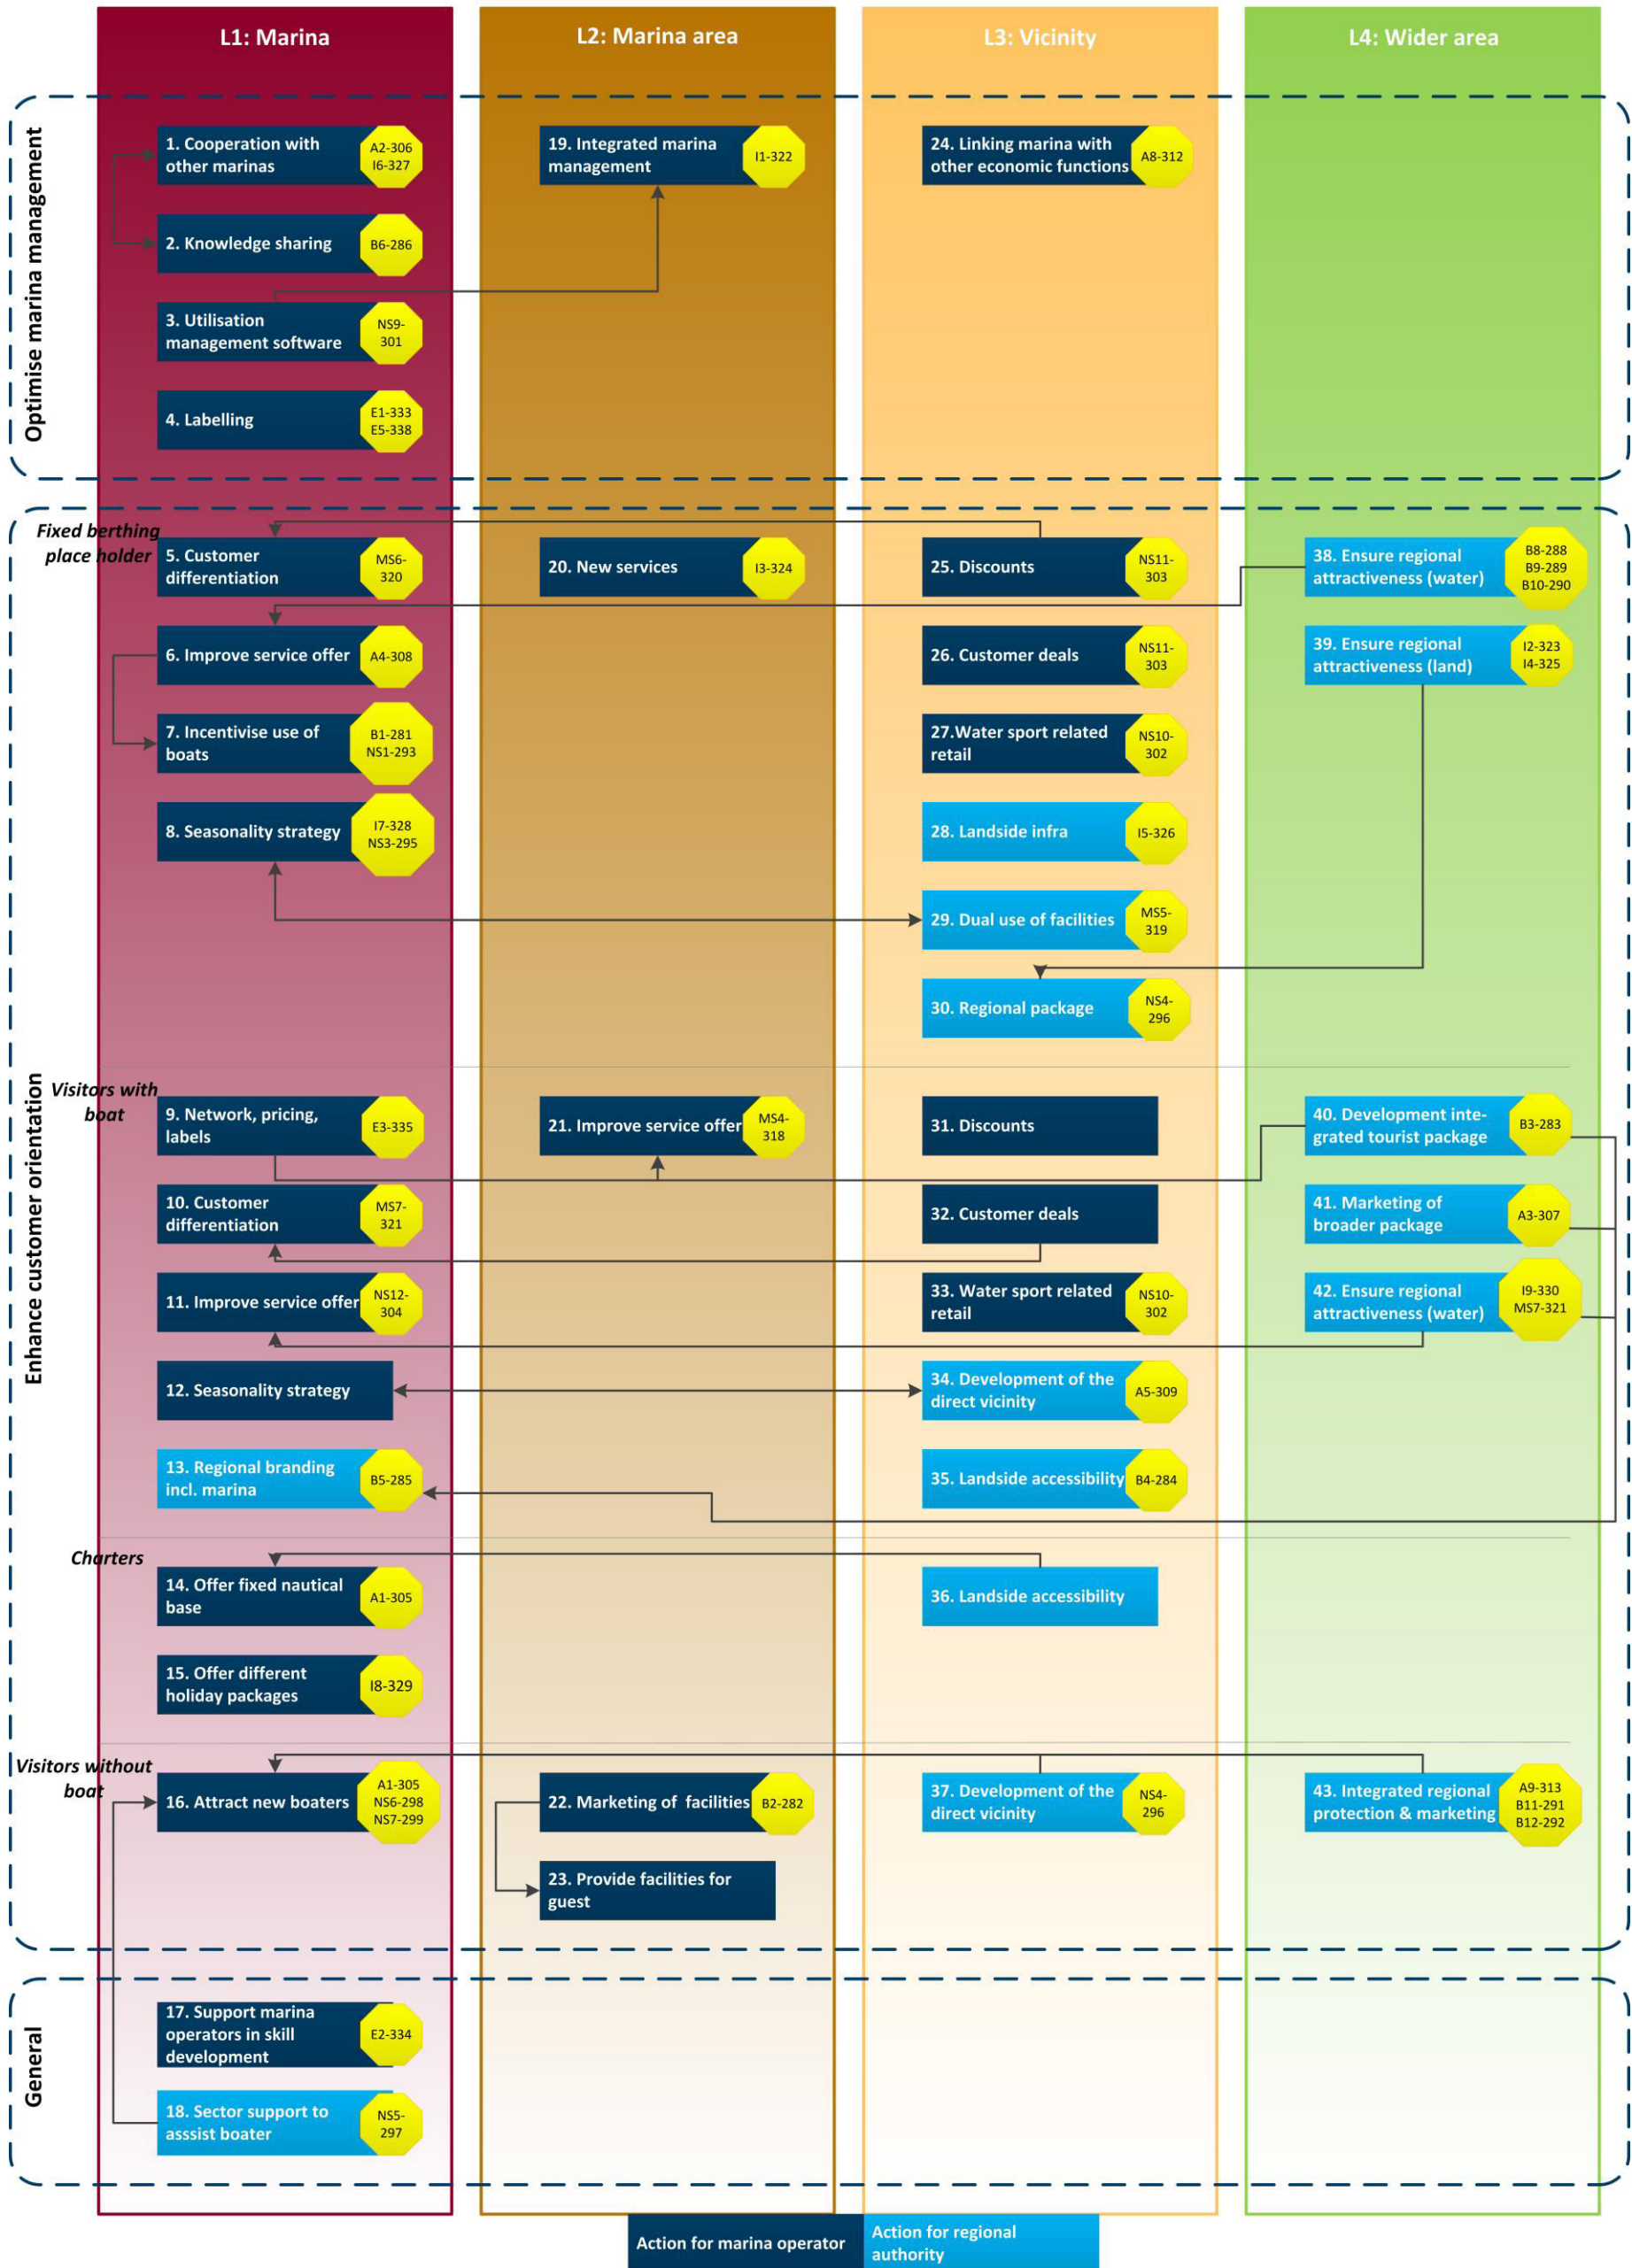 L1: Marina
L2: Marina area
L3: Vicinity
L4: Wider area
Optimise marina management
1. Cooperation with
other marinas
A2-306
I6-327
19. Integrated marina
management
I1-322
24. Linking marina with
other economic functions
A8-312
2. Knowledge sharing
B6-286
3. Utilisation
management software
NS9-
301
4. Labelling
E1-333
E5-338
Enhance customer orientation
Fixed berthing
place holder
5. Customer
differentiation
MS6-
320
20. New services
I3-324
25. Discounts
NS11-
303
38. Ensure regional
attractiveness (water)
B8-288
B9-289
B10-290
6. Improve service offer
A4-308
26. Customer deals
NS11-
303
39. Ensure regional
attractiveness (land)
I2-323
I4-325
7. Incentivise use of
boats
B1-281
NS1-293
27.Water sport related
retail
NS10-
302
8. Seasonality strategy
I7-328
NS3-295
28. Landside infra
I5-326
29. Dual use of facilities
MS5-
319
30. Regional package
NS4-
296
Visitors with
boat
9. Network, pricing,
labels
E3-335
21. Improve service offer
MS4-
318
31. Discounts
40. Development inte-
grated tourist package
B3-283
10. Customer
differentiation
MS7-
321
32. Customer deals
41. Marketing of
broader package
A3-307
11. Improve service offer
NS12-
304
33. Water sport related
retail
NS10-
302
42. Ensure regional
attractiveness (water)
I9-330
MS7-321
12. Seasonality strategy
34. Development of the
direct vicinity
A5-309
13. Regional branding
incl. marina
B5-285
35. Landside accessibility
B4-284
Charters
14. Offer fixed nautical
base
A1-305
36. Landside accessibility
15. Offer different
holiday packages
I8-329
Visitors without
boat
16. Attract new boaters
A1-305
NS6-298
NS7-299
22. Marketing of  facilities
B2-282
37. Development of the
direct vicinity
NS4-
296
43. Integrated regional
protection & marketing
A9-313
B11-291
B12-292
23. Provide facilities for
guest
General
17. Support marina
operators in skill
development
E2-334
18. Sector support to
asssist boater
NS5-
297
Action for marina operator
Action for regional
authority